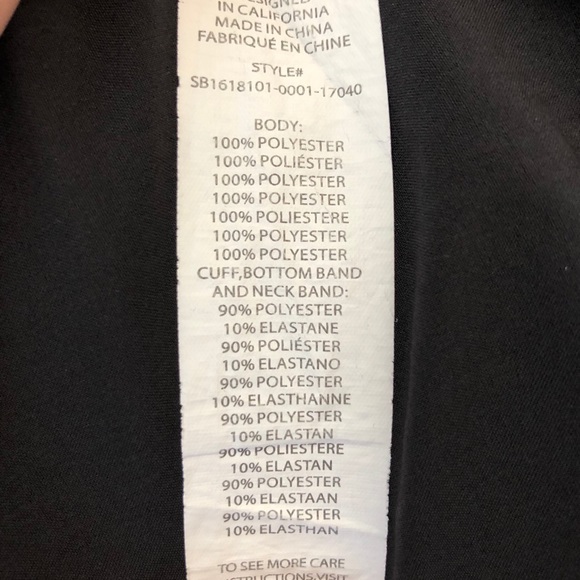 DESIGNED
IN CALIFORNIA
MADE IN CHINA
FABRIQUÉ EN CHINE
STYLE#
SB1618101-0001-17040
BODY:
100% POLYESTER
100% POLIÉSTER
100% POLYESTER
100% POLYESTER
100% POLIESTERE
100% POLYESTER
100% POLYESTER
CUFF,BOTTOM BAND
AND NECK BAND:
90% POLYESTER
10% ELASTANE
90% POLIÉSTER
10% ELASTANO
90% POLYESTER
10% ELASTHANNE
90% POLYESTER
10% ELASTAN
90% POLIESTERE
10% ELASTAN
90% POLYESTER
10% ELASTAAN
90% POLYESTER
10% ELASTHAN
TO SEE MORE CARE
INSTRUCTIONS,VISIT